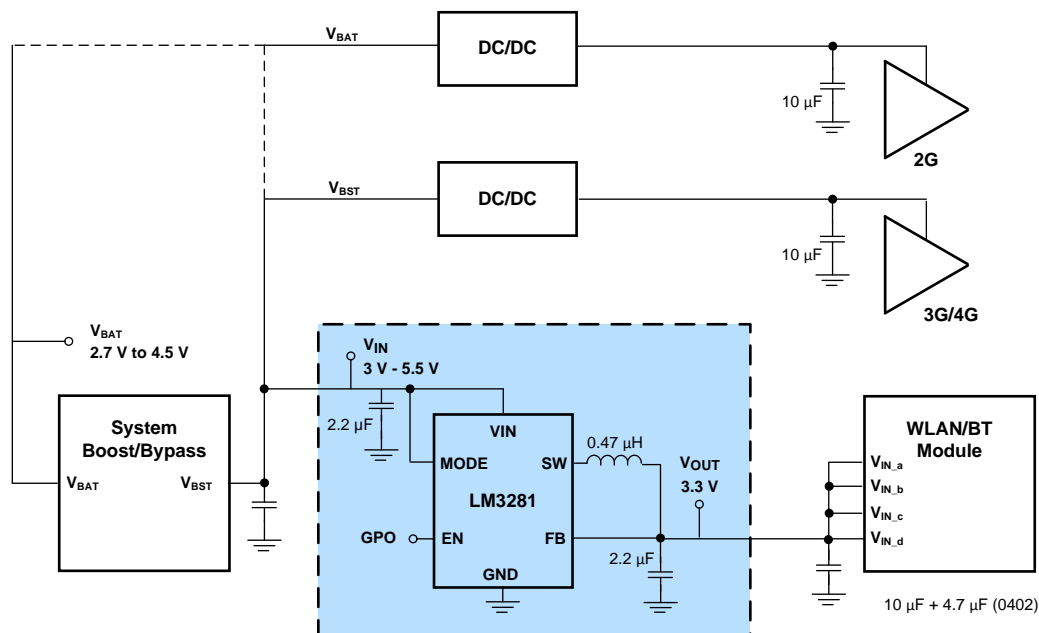 VBAT
DC/DC
10 µF
2G
VBST
DC/DC
10 µF
3G/4G
VBAT
2.7 V to 4.5 V
VIN
3 V - 5.5 V
System
Boost/Bypass
VBAT
VBST
2.2 µF
VIN
MODE
SW
LM3281
EN
FB
GND
GPO
0.47 µH
VOUT
3.3 V
2.2 µF
WLAN/BT
Module
VIN_a
VIN_b
VIN_c
VIN_d
10 µF + 4.7 µF (0402)